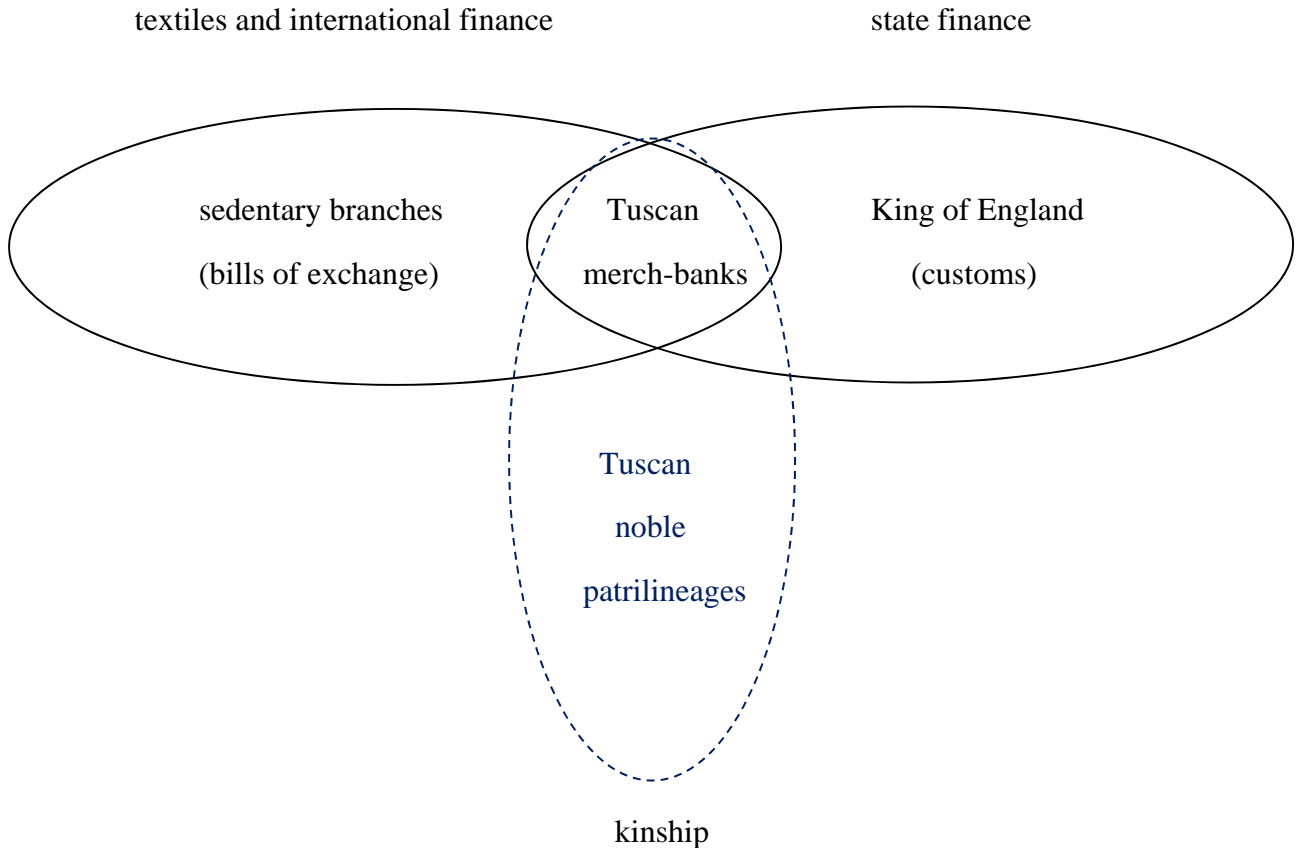 textiles and international finance
state finance
sedentary branches
(bills of exchange)
Tuscan
merch-banks
King of England
(customs)
Tuscan
noble
patrilineages
kinship